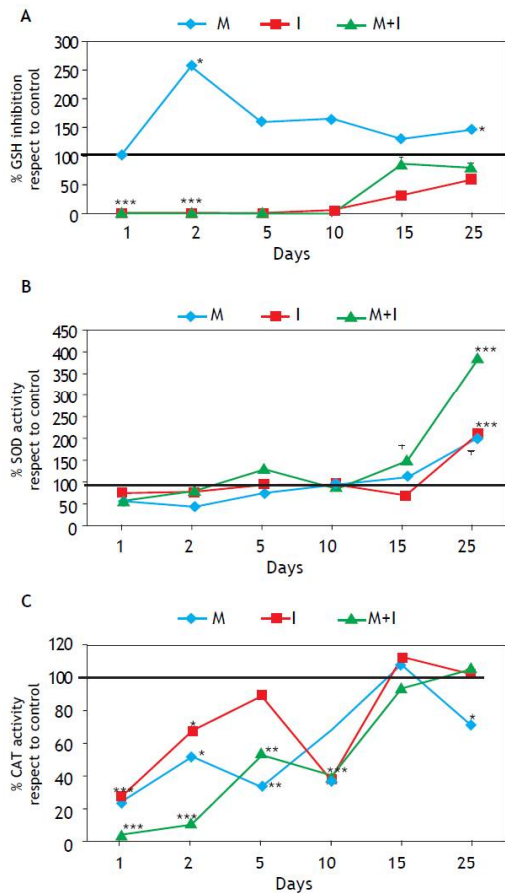 A
M I M+I
% GSH inhibition
respect to control
300
250
200
150
100
50
0
*
*
*** ***
1 2 5 10 15 25
Days
B
M I M+I
% SOD activity
respect to control
450
400
350
300
250
200
150
100
50
0
***
***
1 2 5 10 15 25
Days
C
M I M+I
% CAT activity
respect to control
120
100
80
60
40
20
0
*
*
**
*
***
***
**
***
***
1 2 5 10 15 25
Days